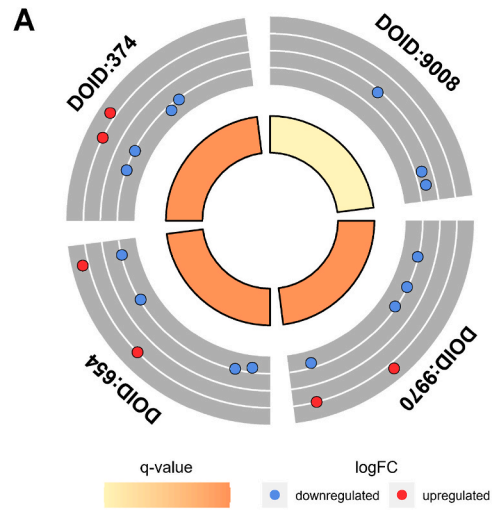 A
DOID:374
DOID:9008
DOID:654
DOID:9970
q-value
logFC
downregulated
upregulated